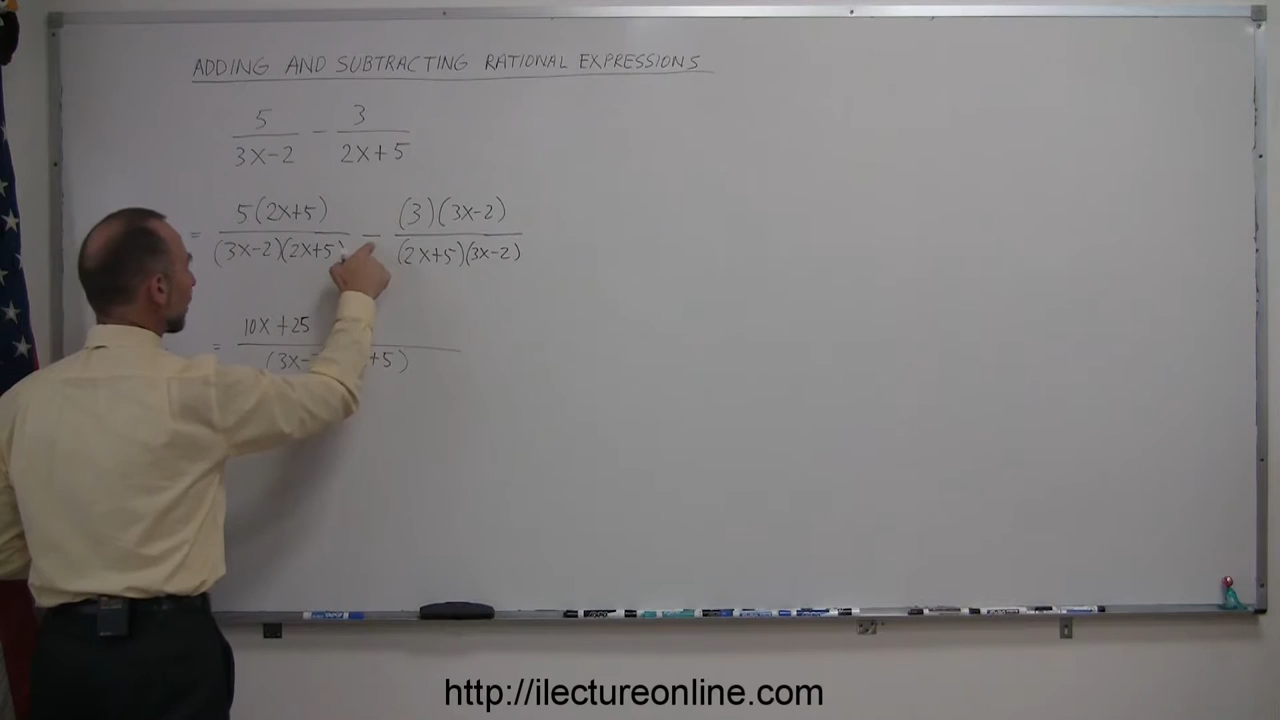 ADDING AND SUBTRACTING RATIONAL EXPRESSIONS
5/(3X-2) - 3/(2X+5)
= 5(2X+5)/((3X-2)(2X+5)) - (3)(3X-2)/((2X+5)(3X-2))
= 10X+25
(3X- +5)
http://ilectureonline.com